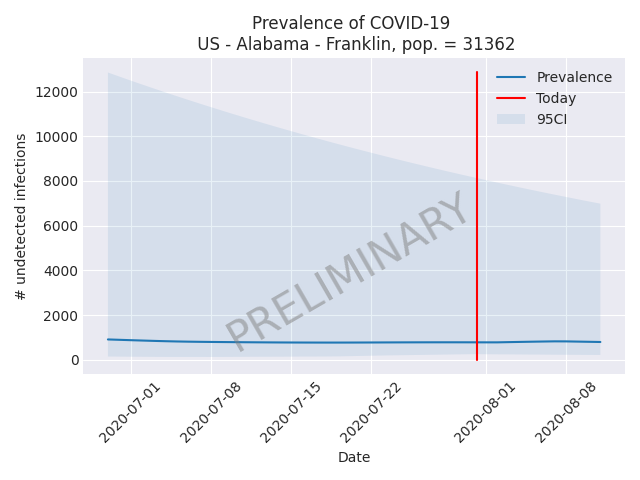 Prevalence of COVID-19
US - Alabama - Franklin, pop. = 31362
Prevalence
Today
95CI
# undetected infections
12000
10000
8000
6000
4000
2000
0
PRELIMINARY
2020-07-01
2020-07-08
2020-07-15
2020-07-22
2020-08-01
2020-08-08
Date